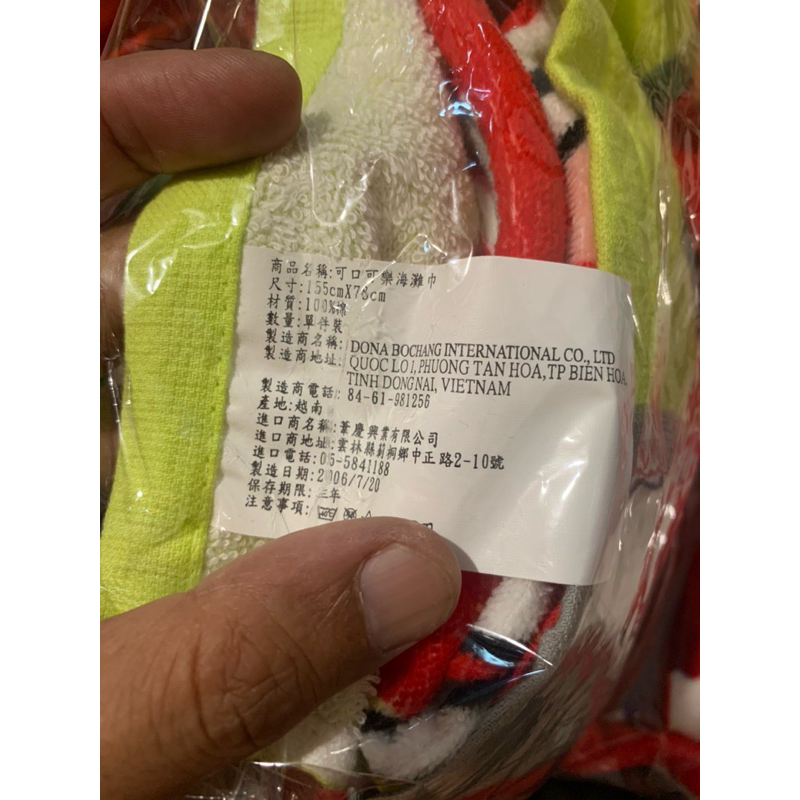 商品名稱:可口可樂海灘巾
尺寸:155cmX78cm
材質:100%棉
數量:單件裝
製造商名稱: DONA BOCHANG INTERNATIONAL CO., LTD
製造商地址: QUOC LO 1, PHUONG TAN HOA, TP BIEN HOA,
TINH DONGNAI, VIETNAM
製造商電話: 84-61-981256
產地:越南
進口商名稱:葦慶興業有限公司
進口商地址:雲林縣莿桐鄉中正路2-10號
進口電話:05-5841188
製造日期:2006/7/20
保存期限:三年
注意事項: